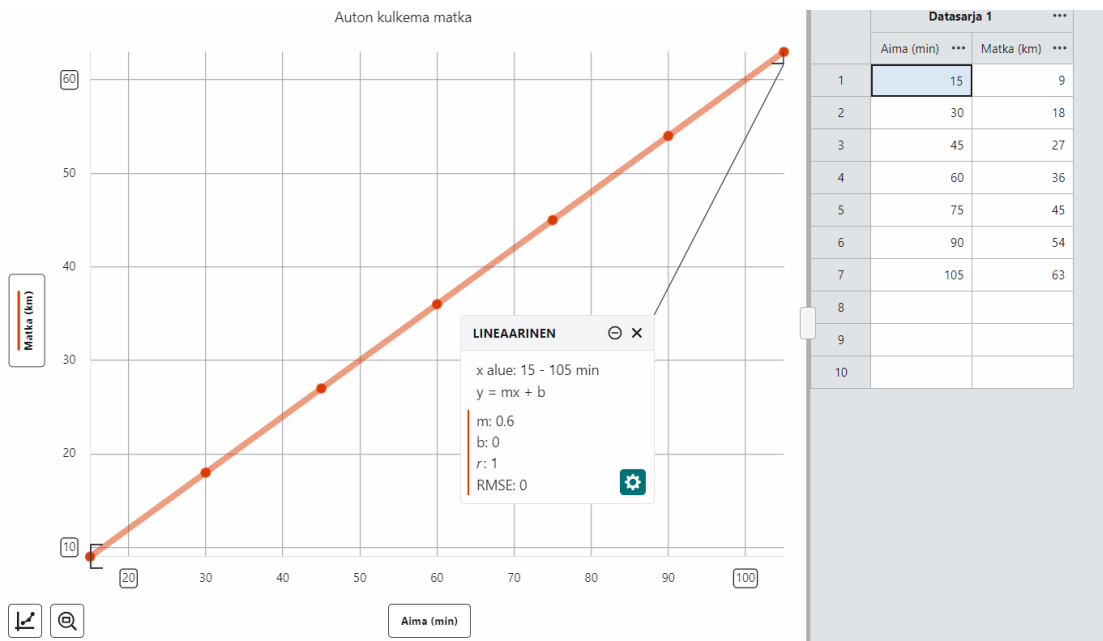 Auton kulkema matka
60
50
40
30
20
10
Matka (km)
20 30 40 50 60 70 80 90 100
Aima (min)
LINEAARINEN
x alue: 15 - 105 min
y = mx + b
m: 0.6
b: 0
r: 1
RMSE: 0
Datasarja 1
Aima (min) Matka (km)
1 15 9
2 30 18
3 45 27
4 60 36
5 75 45
6 90 54
7 105 63
8
9
10